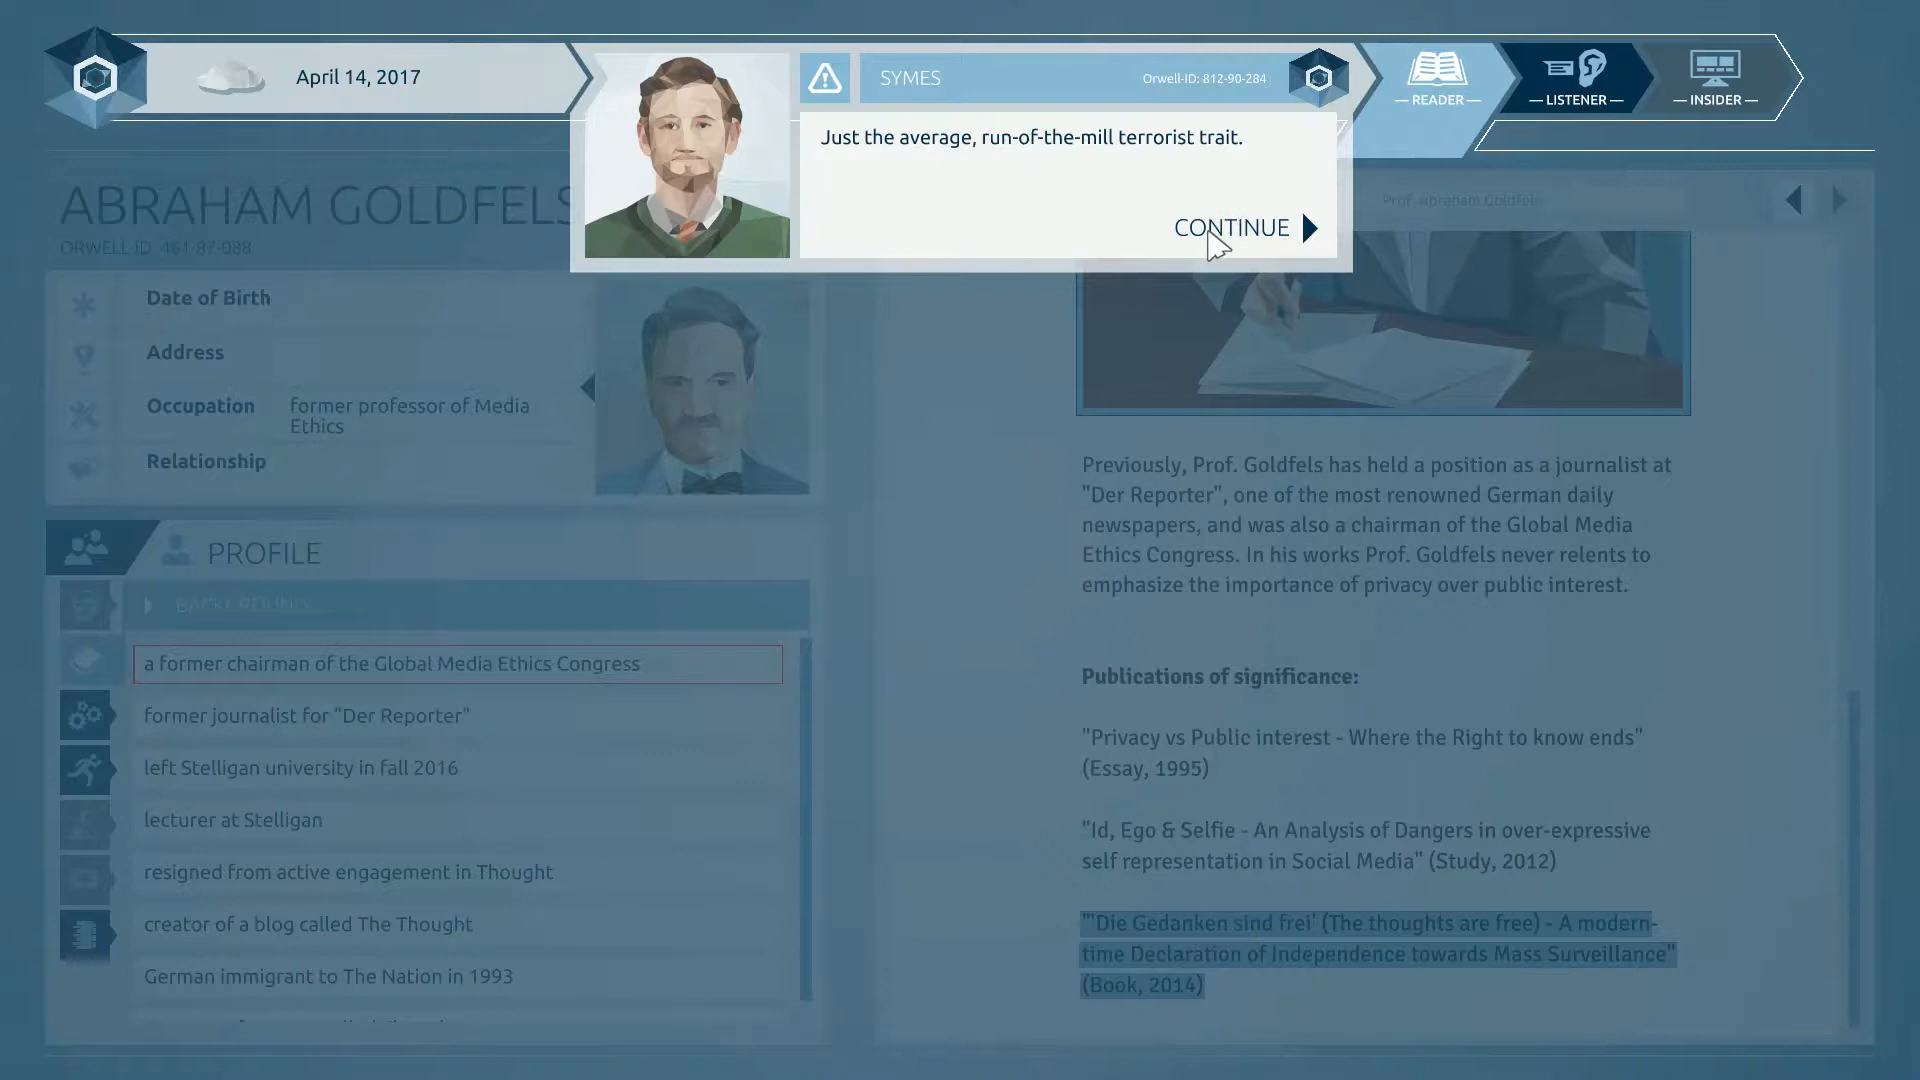 April 14, 2017
SYMES
Orwell-ID: 812-90-284
Just the average, run-of-the-mill terrorist trait.
CONTINUE
READER
LISTENER
INSIDER
ABRAHAM GOLDFELS
ORWELL-ID 461-87-088
Date of Birth
Address
Occupation former professor of Media
Ethics
Relationship
PROFILE
BACKGROUND
a former chairman of the Global Media Ethics Congress
former journalist for "Der Reporter"
left Stelligan university in fall 2016
lecturer at Stelligan
resigned from active engagement in Thought
creator of a blog called The Thought
German immigrant to The Nation in 1993
Prof. Abraham Goldfels
Previously, Prof. Goldfels has held a position as a journalist at
"Der Reporter", one of the most renowned German daily
newspapers, and was also a chairman of the Global Media
Ethics Congress. In his works Prof. Goldfels never relents to
emphasize the importance of privacy over public interest.
Publications of significance:
"Privacy vs Public interest - Where the Right to know ends"
(Essay, 1995)
"Id, Ego & Selfie - An Analysis of Dangers in over-expressive
self representation in Social Media" (Study, 2012)
"'Die Gedanken sind frei' (The thoughts are free) - A modern-
time Declaration of Independence towards Mass Surveillance"
(Book, 2014)